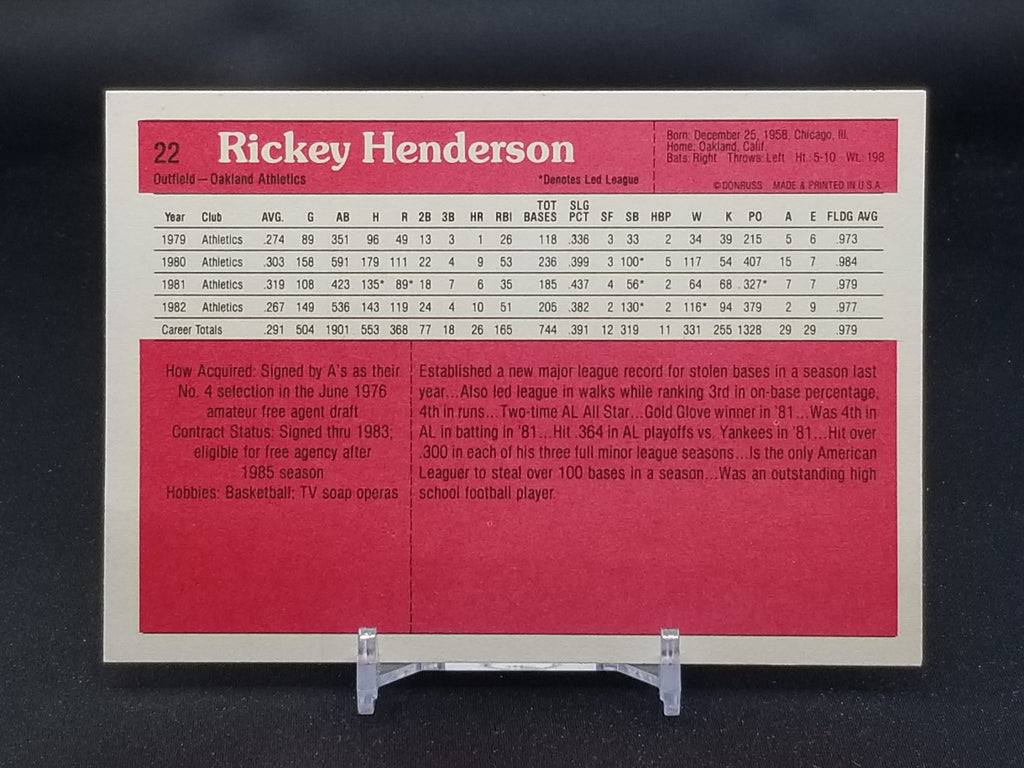 22 Rickey Henderson
Outfield — Oakland Athletics *Denotes Led League
Born: December 25, 1958, Chicago, Ill.
Home: Oakland, Calif.
Bats: Right Throws: Left Ht.: 5-10 Wt.: 198
© DONRUSS MADE & PRINTED IN U.S.A.
Year Club AVG. G AB H R 2B 3B HR RBI TOT BASES SLG PCT SF SB HBP W K PO A E FLDG AVG
1979 Athletics .274 89 351 96 49 13 3 1 26 118 .336 3 33 2 34 39 215 5 6 .973
1980 Athletics .303 158 591 179 111 22 4 9 53 236 .399 3 100* 5 117 54 407 15 7 .984
1981 Athletics .319 108 423 135* 89* 18 7 6 35 185 .437 4 56* 2 64 68 .327* 7 7 .979
1982 Athletics .267 149 536 143 119 24 4 10 51 205 .382 2 130* 2 116* 94 379 2 9 .977
Career Totals .291 504 1901 553 368 77 18 26 165 744 .391 12 319 11 331 255 1328 29 29 .979
How Acquired: Signed by A's as their
No. 4 selection in the June 1976
amateur free agent draft
Contract Status: Signed thru 1983;
eligible for free agency after
1985 season
Hobbies: Basketball; TV soap operas
Established a new major league record for stolen bases in a season last
year...Also led league in walks while ranking 3rd in on-base percentage,
4th in runs...Two-time AL All Star...Gold Glove winner in '81...Was 4th in
AL in batting in '81...Hit .364 in AL playoffs vs. Yankees in '81...Hit over
.300 in each of his three full minor league seasons...Is the only American
Leaguer to steal over 100 bases in a season...Was an outstanding high
school football player.